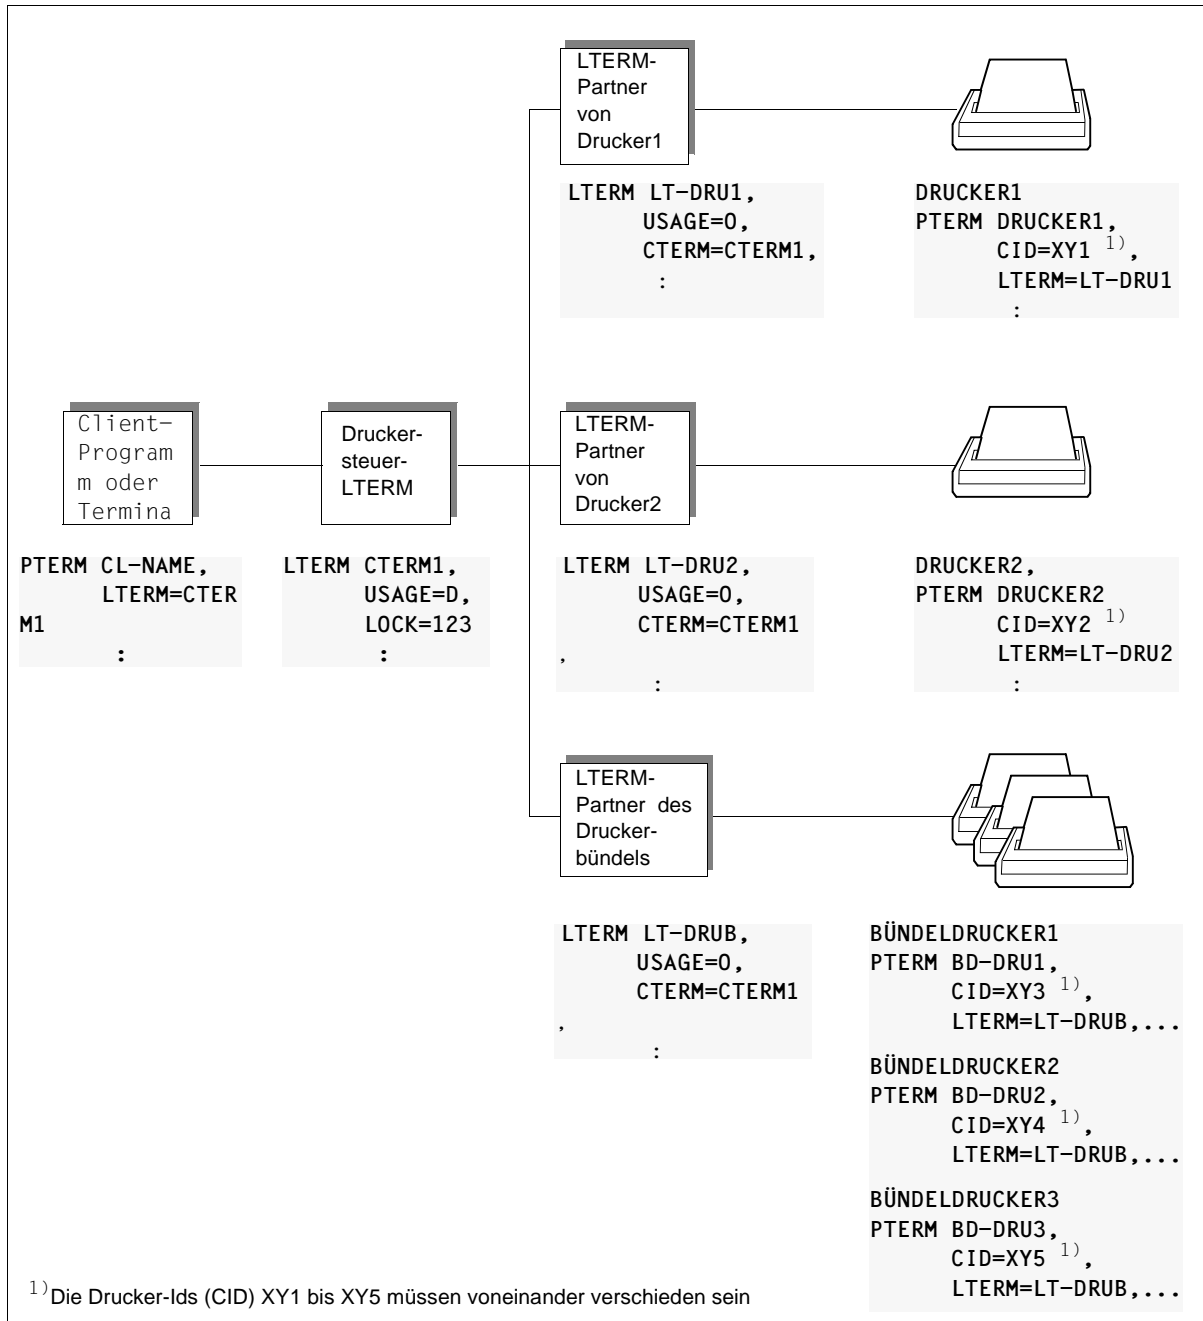 LTERM-
Partner
von
Drucker1
LTERM LT-DRU1,
USAGE=O,
CTERM=CTERM1,
:
DRUCKER1
PTERM DRUCKER1,
CID=XY1 1),
LTERM=LT-DRU1
:
Client-
Program
m oder
Termina
Drucker-
steuer-
LTERM
LTERM-
Partner
von
Drucker2
PTERM CL-NAME,
LTERM=CTER
M1
:
LTERM CTERM1,
USAGE=D,
LOCK=123
:
LTERM LT-DRU2,
USAGE=O,
CTERM=CTERM1
,
:
DRUCKER2,
PTERM DRUCKER2
CID=XY2 1)
LTERM=LT-DRU2
:
LTERM-
Partner des
Drucker-
bündels
LTERM LT-DRUB,
USAGE=O,
CTERM=CTERM1
,
:
BÜNDELDRUCKER1
PTERM BD-DRU1,
CID=XY3 1),
LTERM=LT-DRUB,...
BÜNDELDRUCKER2
PTERM BD-DRU2,
CID=XY4 1),
LTERM=LT-DRUB,...
BÜNDELDRUCKER3
PTERM BD-DRU3,
CID=XY5 1),
LTERM=LT-DRUB,...
1)Die Drucker-Ids (CID) XY1 bis XY5 müssen voneinander verschieden sein